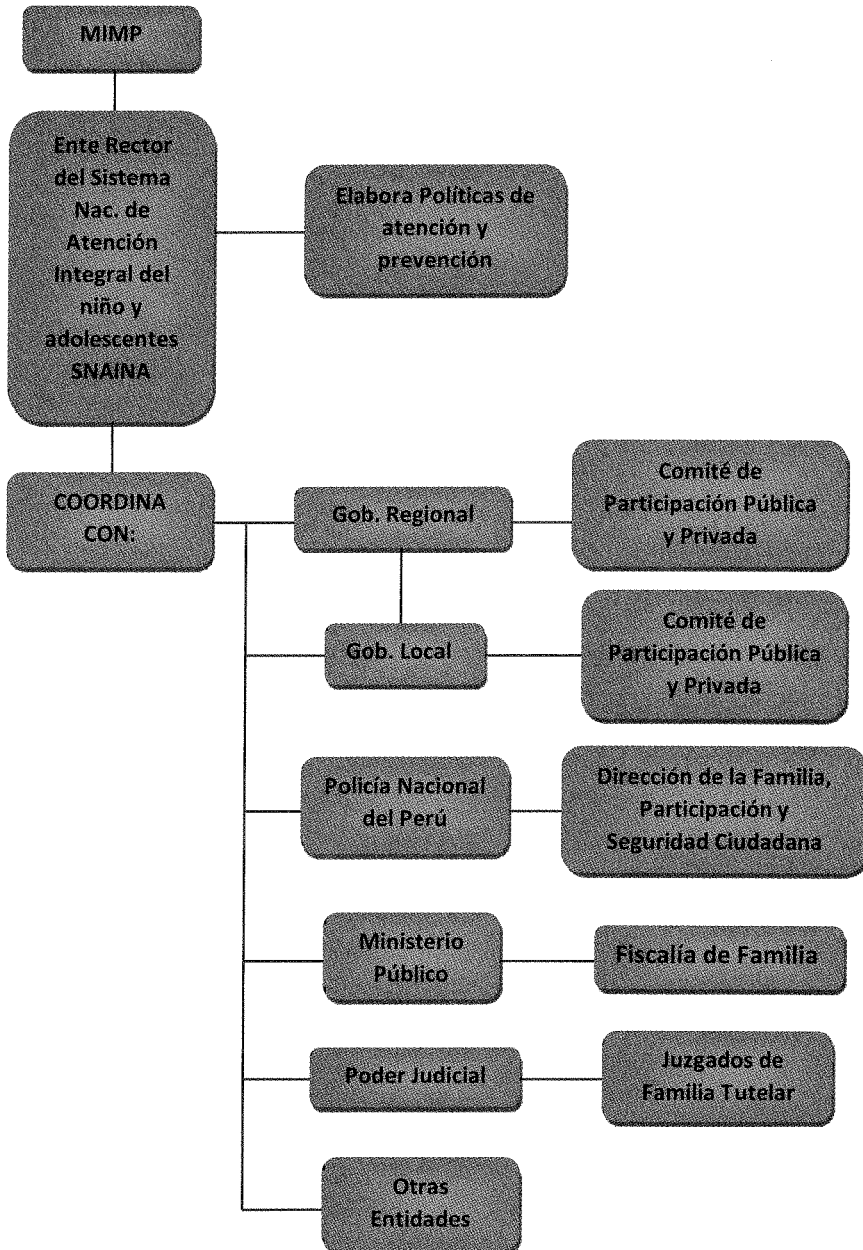 MIMP
Ente Rector
del Sistema
Nac. de
Atención
Integral del
niño y
adolescentes
SNAINA
Elabora Políticas de
atención y
prevención
COORDINA
CON:
Gob. Regional
Comité de
Participación Pública
y Privada
Gob. Local
Comité de
Participación Pública
y Privada
Policía Nacional
del Perú
Dirección de la Familia,
Participación y
Seguridad Ciudadana
Ministerio
Público
Fiscalía de Familia
Poder Judicial
Juzgados de
Familia Tutelar
Otras
Entidades